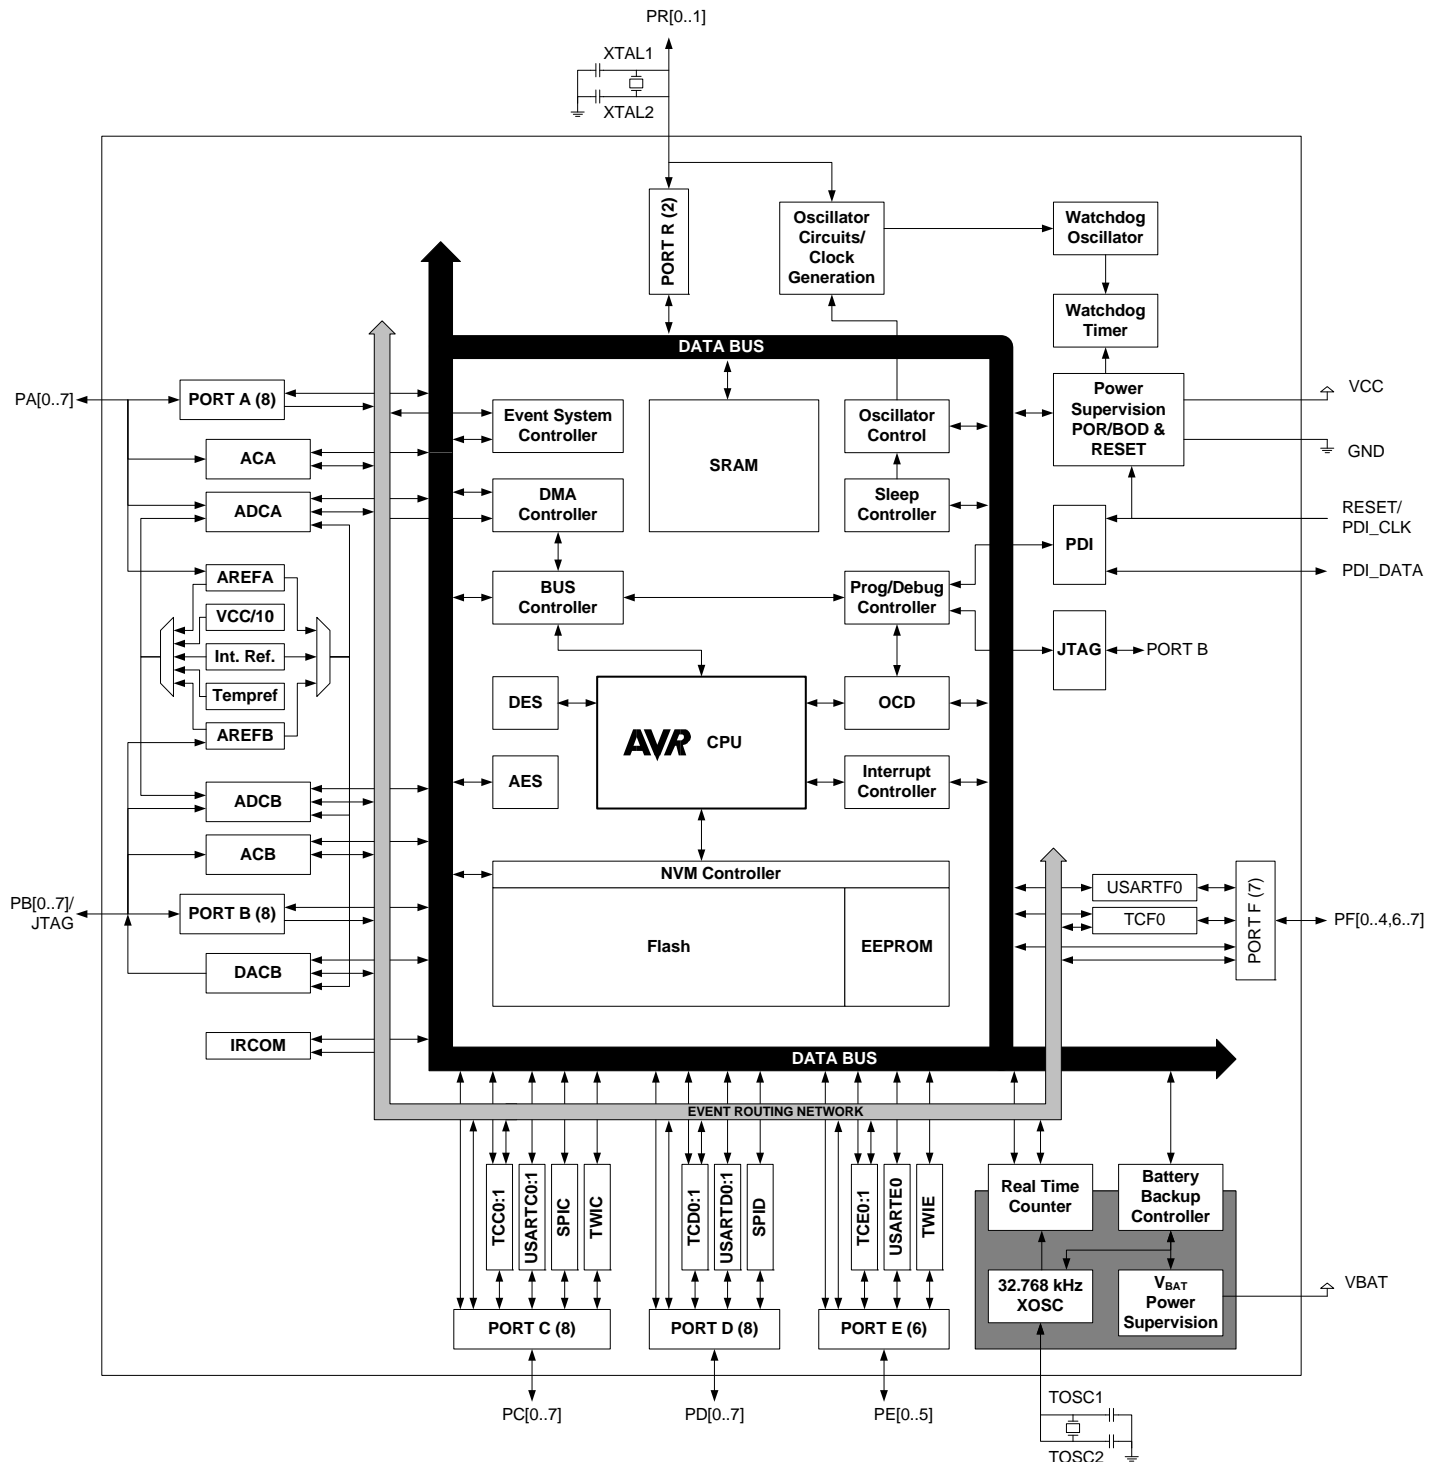 PR[0..1]
XTAL1
XTAL2
PORT R (2)
Oscillator
Circuits/
Clock
Generation
Watchdog
Oscillator
Watchdog
Timer
DATA BUS
Power
Supervision
POR/BOD &
RESET
VCC
GND
RESET/
PDI_CLK
PDI_DATA
PA[0..7]
PORT A (8)
ACA
ADCA
AREFA
VCC/10
Int. Ref.
Tempref
AREFB
ADCB
ACB
PB[0..7]/
JTAG
PORT B (8)
DACB
IRCOM
Event System
Controller
DMA
Controller
BUS
Controller
SRAM
Oscillator
Control
Sleep
Controller
Prog/Debug
Controller
PDI
JTAG
PORT B
DES
AES
AVR CPU
OCD
Interrupt
Controller
NVM Controller
Flash
EEPROM
USARTF0
TCF0
PORT F (7)
PF[0..4,6..7]
DATA BUS
EVENT ROUTING NETWORK
TCC0:1
USARTC0:1
SPIC
TWIC
TCD0:1
USARTD0:1
SPID
TCE0:1
USARTE0
TWIE
Real Time
Counter
Battery
Backup
Controller
32.768 kHz
XOSC
VBAT
Power
Supervision
VBAT
PORT C (8)
PORT D (8)
PORT E (6)
PC[0..7]
PD[0..7]
PE[0..5]
TOSC1
TOSC2